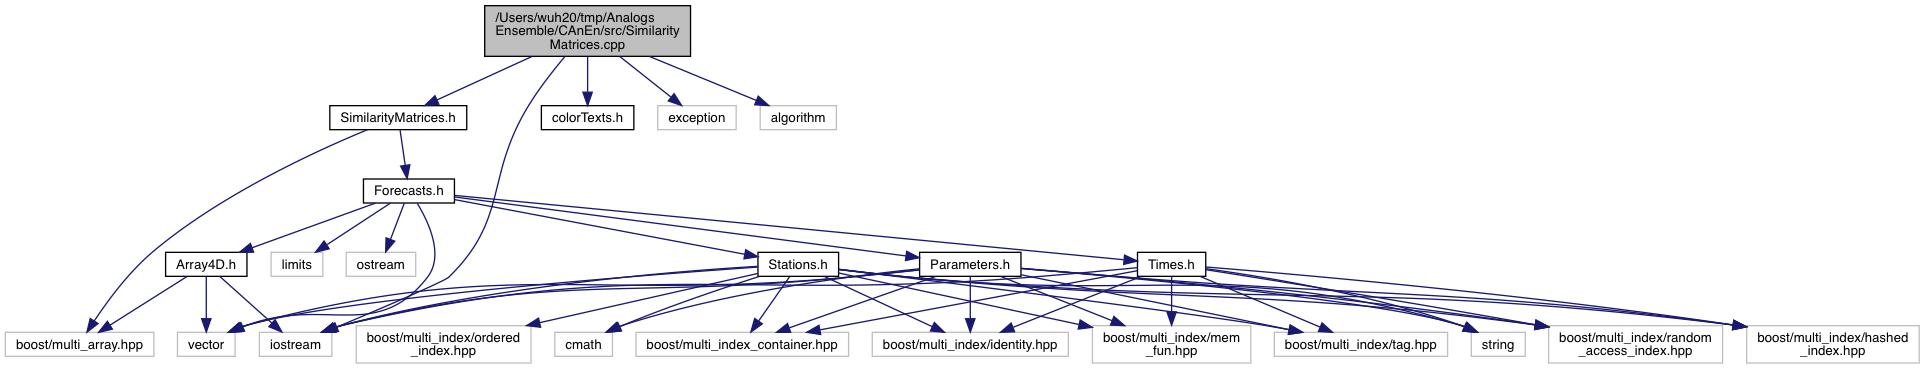 /Users/wuh20/tmp/Analogs
Ensemble/CAnEn/src/Similarity
Matrices.cpp
SimilarityMatrices.h
colorTexts.h
exception
algorithm
Forecasts.h
Array4D.h
limits
ostream
Stations.h
Parameters.h
Times.h
boost/multi_array.hpp
vector
iostream
boost/multi_index/ordered
_index.hpp
cmath
boost/multi_index_container.hpp
boost/multi_index/identity.hpp
boost/multi_index/mem
_fun.hpp
boost/multi_index/tag.hpp
string
boost/multi_index/random
_access_index.hpp
boost/multi_index/hashed
_index.hpp